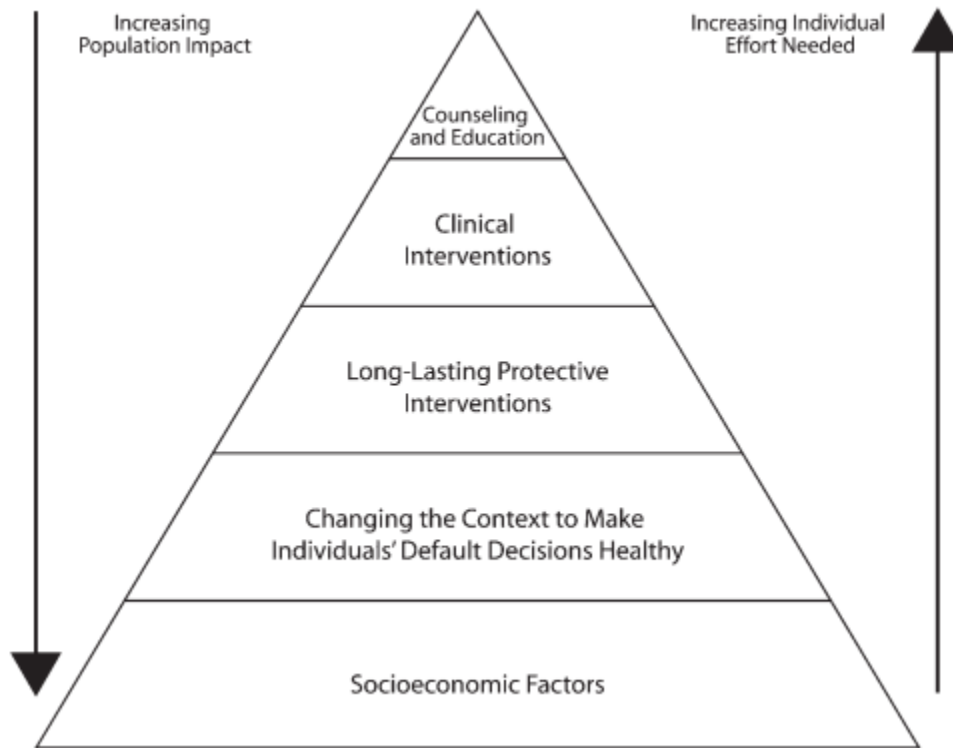 Increasing
Population Impact
Increasing Individual
Effort Needed
Counseling
and Education
Clinical
Interventions
Long-Lasting Protective
Interventions
Changing the Context to Make
Individuals’ Default Decisions Healthy
Socioeconomic Factors